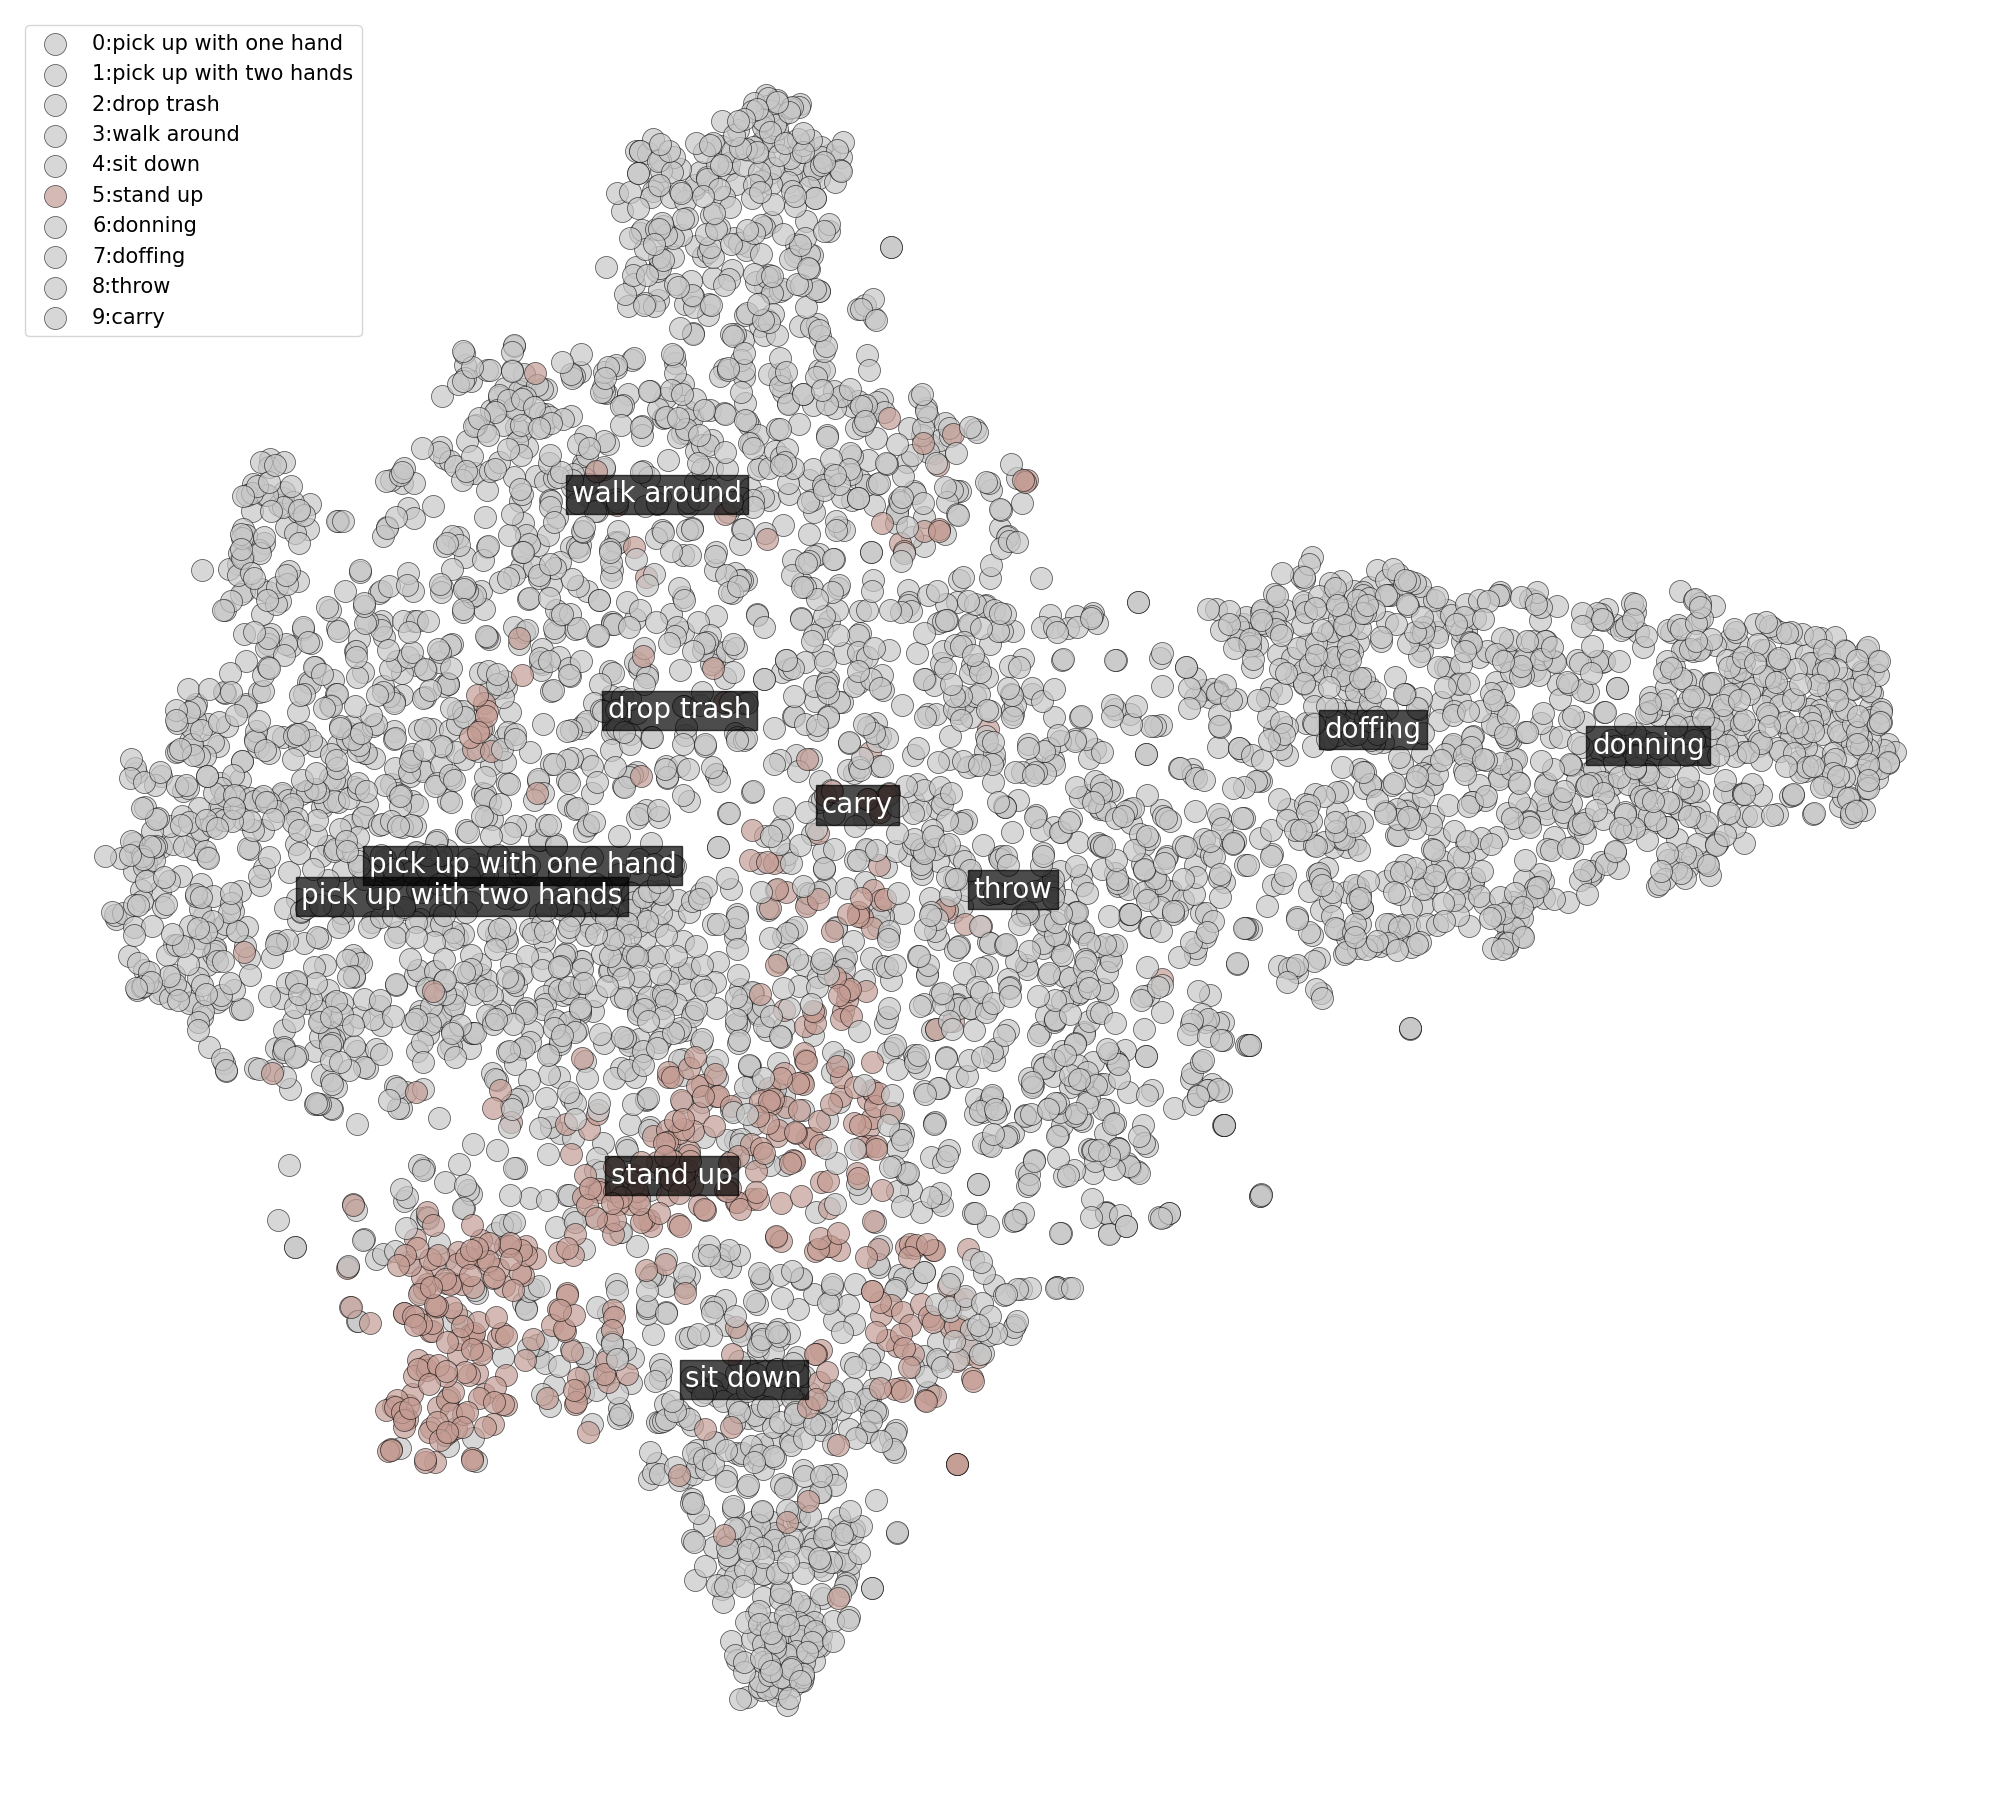 0:pick up with one hand
1:pick up with two hands
2:drop trash
3:walk around
4:sit down
5:stand up
6:donning
7:doffing
8:throw
9:carry
walk around
drop trash
doffing
donning
carry
pick up with one hand
throw
pick up with two hands
stand up
sit down